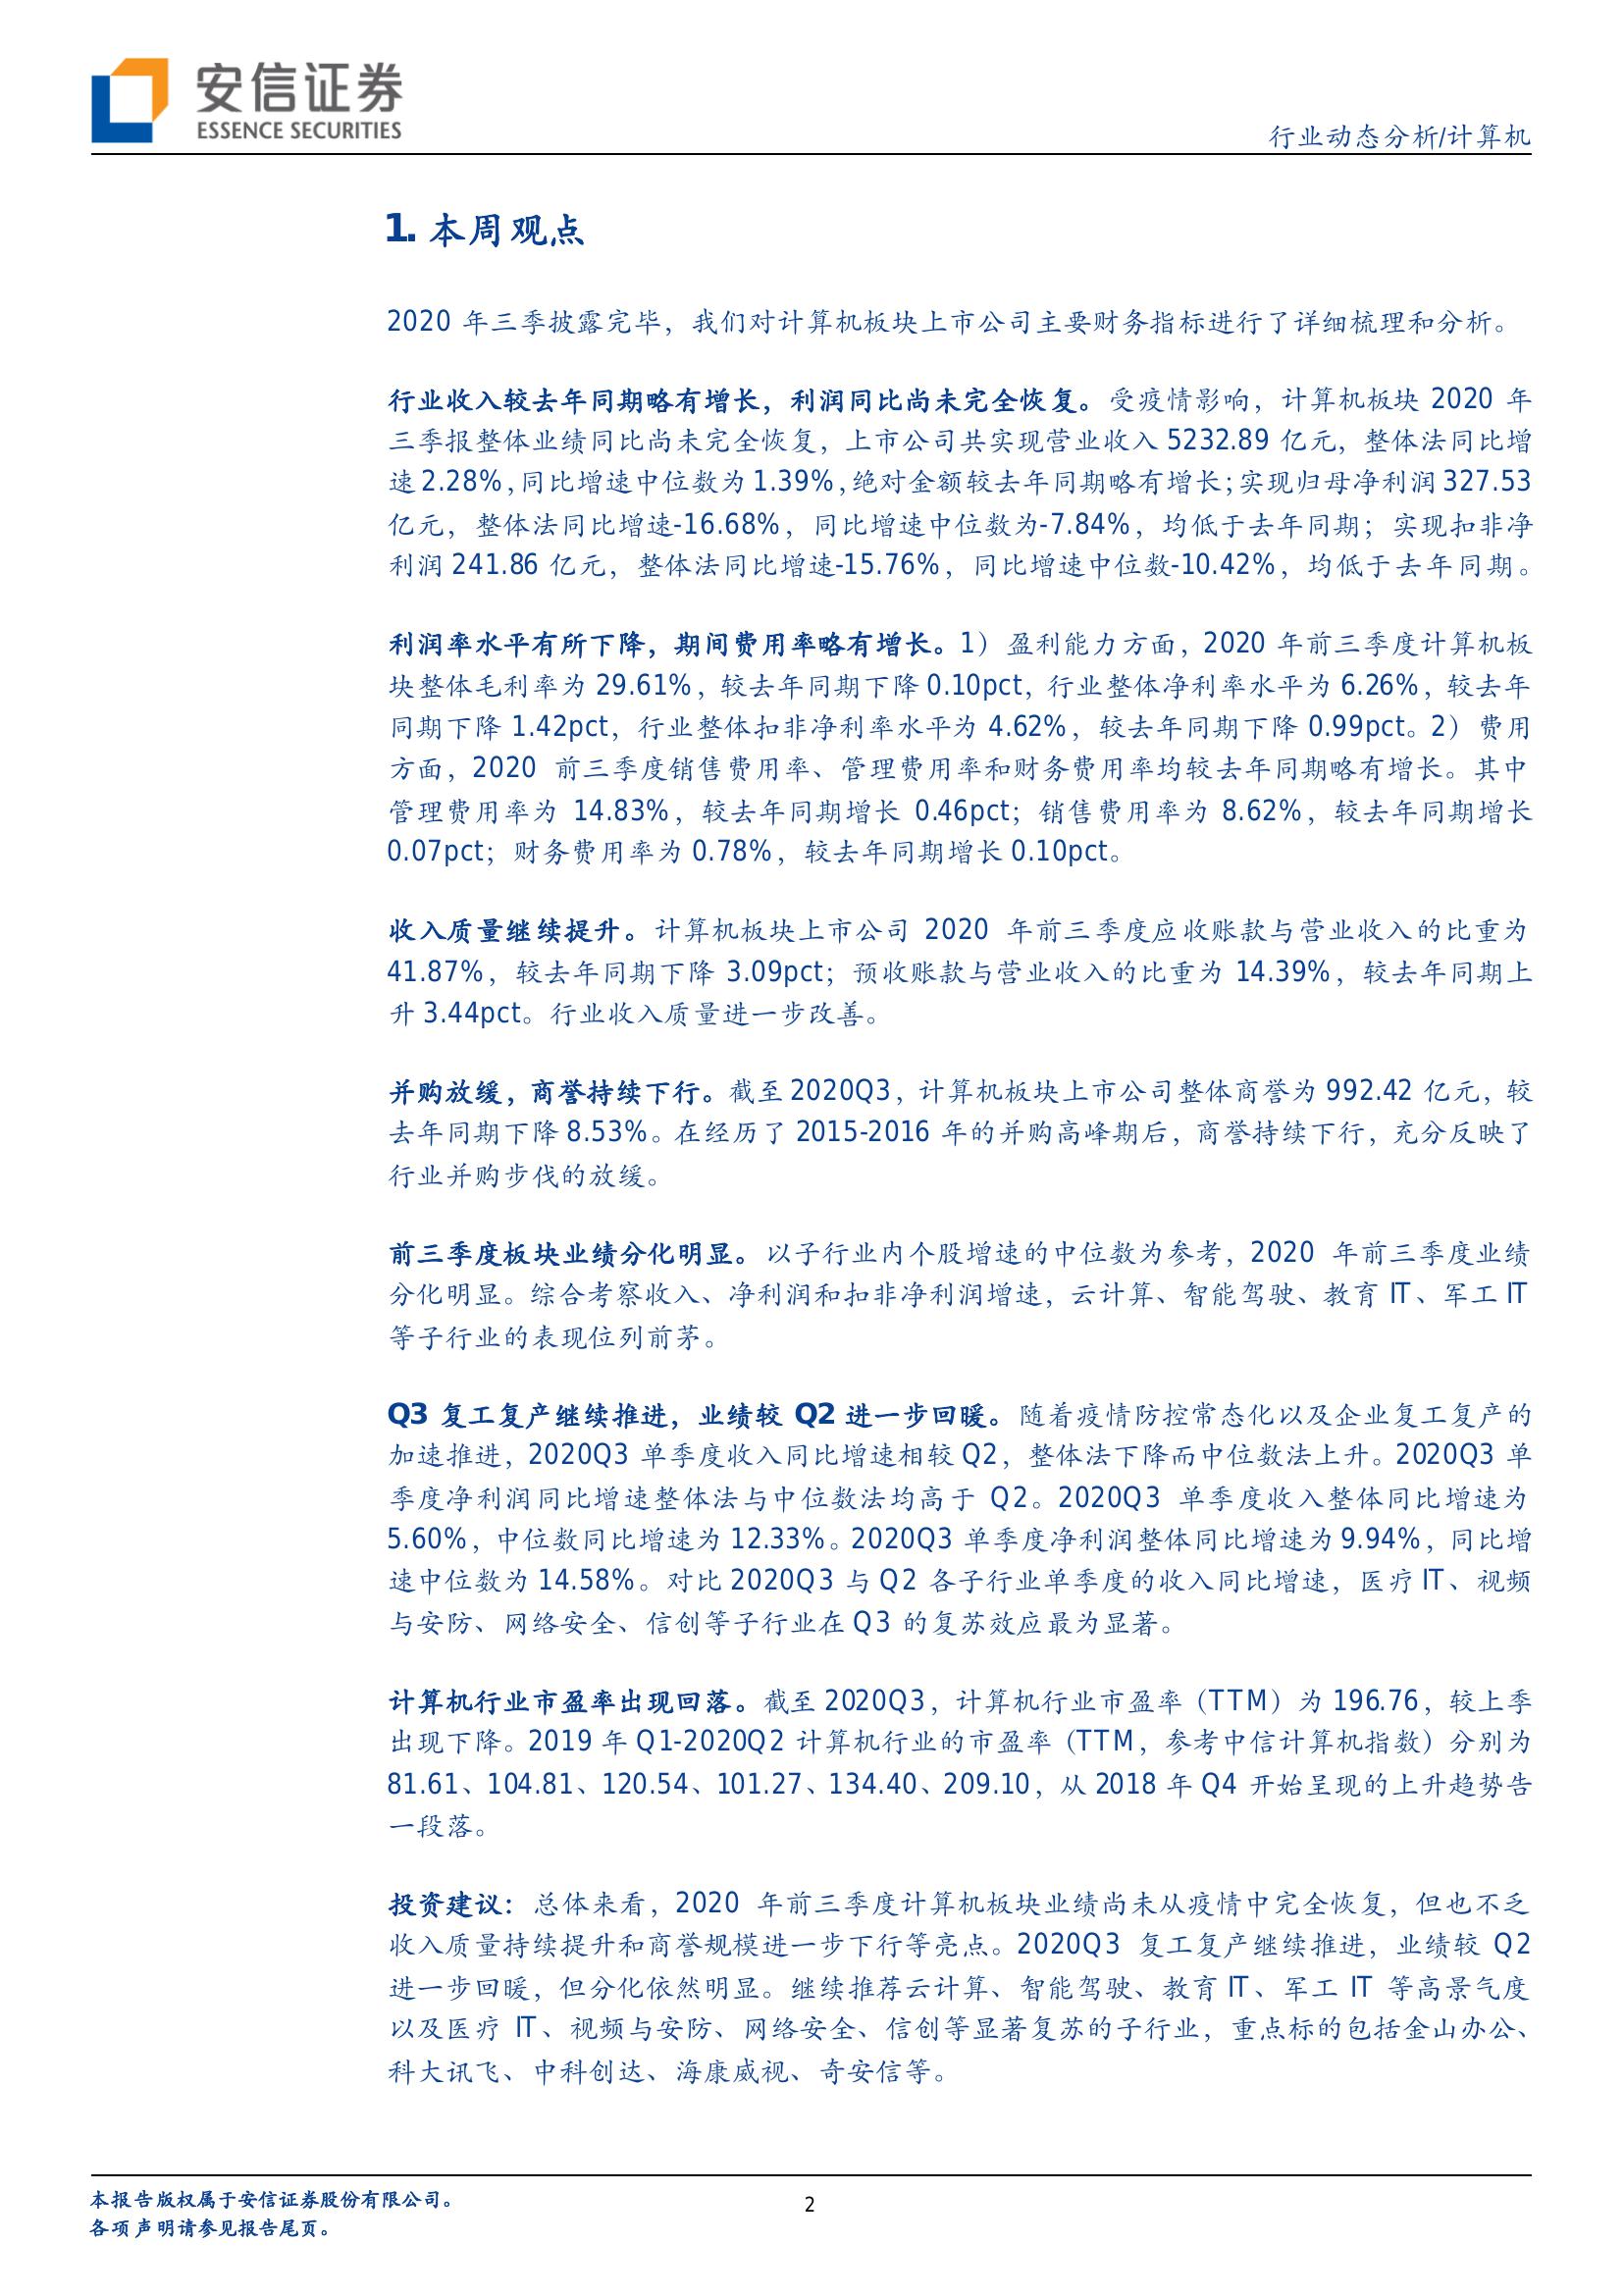 安信证券
ESSENCE SECURITIES
行业动态分析/计算机
1. 本周观点
2020 年三季披露完毕，我们对计算机板块上市公司主要财务指标进行了详细梳理和分析。
行业收入较去年同期略有增长，利润同比尚未完全恢复。受疫情影响，计算机板块 2020 年
三季报整体业绩同比尚未完全恢复，上市公司共实现营业收入 5232.89 亿元，整体法同比增
速 2.28%，同比增速中位数为 1.39%，绝对金额较去年同期略有增长；实现归母净利润 327.53
亿元，整体法同比增速-16.68%，同比增速中位数为-7.84%，均低于去年同期；实现扣非净
利润 241.86 亿元，整体法同比增速-15.76%，同比增速中位数-10.42%，均低于去年同期。
利润率水平有所下降，期间费用率略有增长。1）盈利能力方面，2020 年前三季度计算机板
块整体毛利率为 29.61%，较去年同期下降 0.10pct，行业整体净利率水平为 6.26%，较去年
同期下降 1.42pct，行业整体扣非净利率水平为 4.62%，较去年同期下降 0.99pct。2）费用
方面，2020 前三季度销售费用率、管理费用率和财务费用率均较去年同期略有增长。其中
管理费用率为 14.83%，较去年同期增长 0.46pct；销售费用率为 8.62%，较去年同期增长
0.07pct；财务费用率为 0.78%，较去年同期增长 0.10pct。
收入质量继续提升。计算机板块上市公司 2020 年前三季度应收账款与营业收入的比重为
41.87%，较去年同期下降 3.09pct；预收账款与营业收入的比重为 14.39%，较去年同期上
升 3.44pct。行业收入质量进一步改善。
并购放缓，商誉持续下行。截至 2020Q3，计算机板块上市公司整体商誉为 992.42 亿元，较
去年同期下降 8.53%。在经历了 2015-2016 年的并购高峰期后，商誉持续下行，充分反映了
行业并购步伐的放缓。
前三季度板块业绩分化明显。以子行业内个股增速的中位数为参考，2020 年前三季度业绩
分化明显。综合考察收入、净利润和扣非净利润增速，云计算、智能驾驶、教育 IT、军工 IT
等子行业的表现位列前茅。
Q3 复工复产继续推进，业绩较 Q2 进一步回暖。随着疫情防控常态化以及企业复工复产的
加速推进，2020Q3 单季度收入同比增速相较 Q2，整体法下降而中位数法上升。2020Q3 单
季度净利润同比增速整体法与中位数法均高于 Q2。2020Q3 单季度收入整体同比增速为
5.60%，中位数同比增速为 12.33%。2020Q3 单季度净利润整体同比增速为 9.94%，同比增
速中位数为 14.58%。对比 2020Q3 与 Q2 各子行业单季度的收入同比增速，医疗 IT、视频
与安防、网络安全、信创等子行业在 Q3 的复苏效应最为显著。
计算机行业市盈率出现回落。截至 2020Q3，计算机行业市盈率（TTM）为 196.76，较上季
出现下降。2019 年 Q1-2020Q2 计算机行业的市盈率（TTM，参考中信计算机指数）分别为
81.61、104.81、120.54、101.27、134.40、209.10，从 2018 年 Q4 开始呈现的上升趋势告
一段落。
投资建议：总体来看，2020 年前三季度计算机板块业绩尚未从疫情中完全恢复，但也不乏
收入质量持续提升和商誉规模进一步下行等亮点。2020Q3 复工复产继续推进，业绩较 Q2
进一步回暖，但分化依然明显。继续推荐云计算、智能驾驶、教育 IT、军工 IT 等高景气度
以及医疗 IT、视频与安防、网络安全、信创等显著复苏的子行业，重点标的包括金山办公、
科大讯飞、中科创达、海康威视、奇安信等。
本报告版权属于安信证券股份有限公司。
2
各项声明请参见报告尾页。